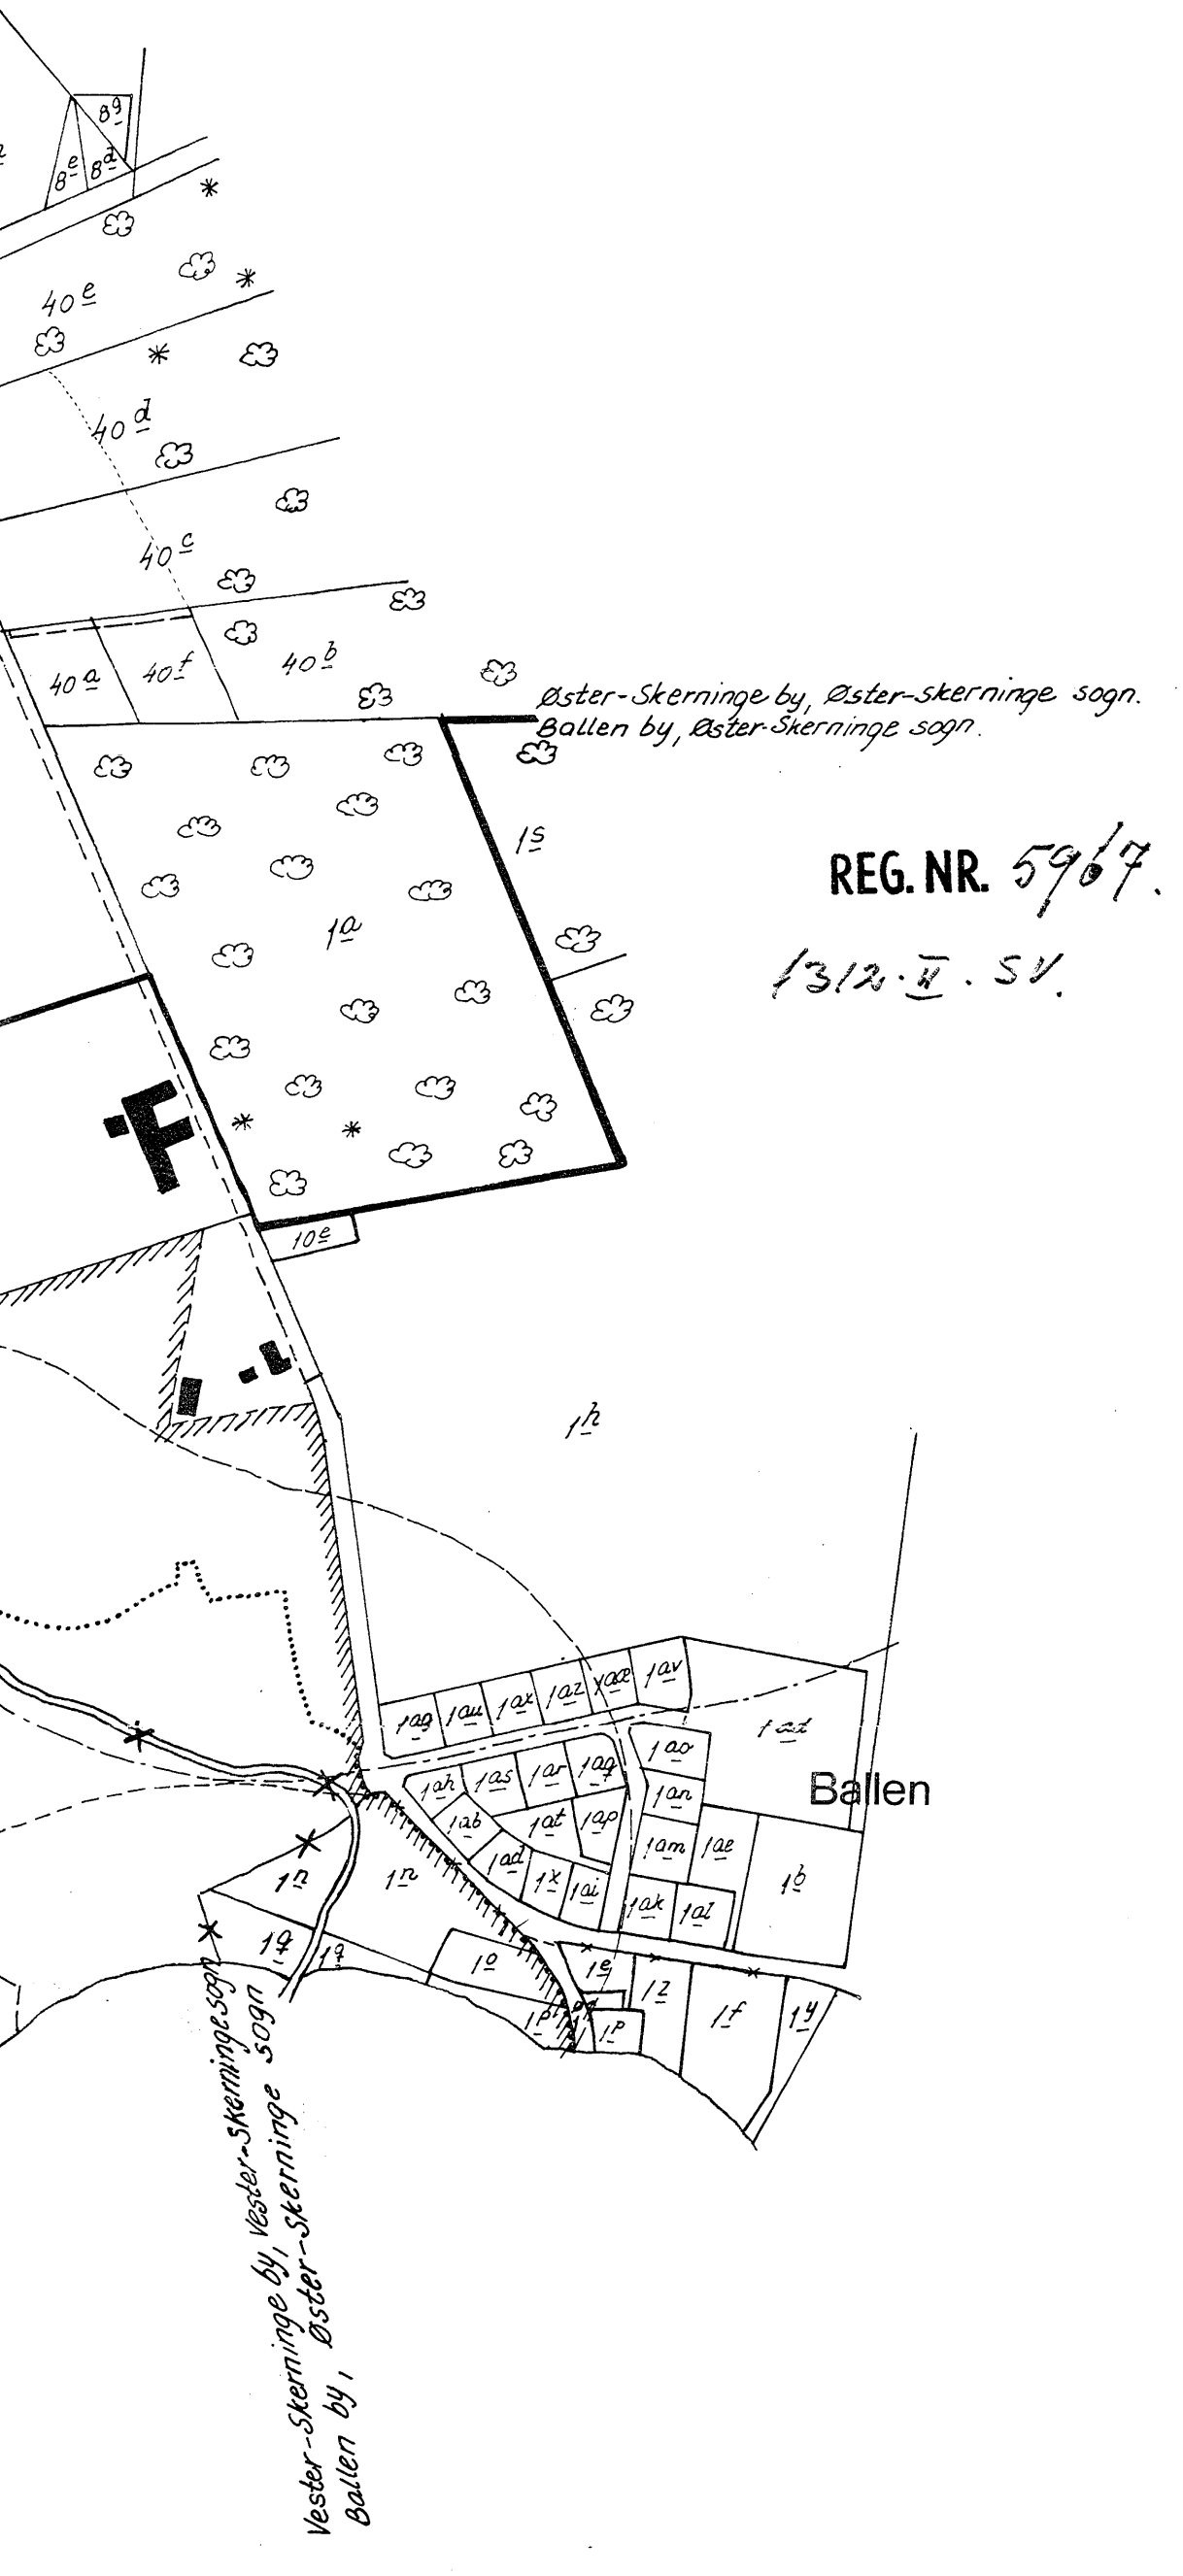 8g
8e 8d
40e
40d
40c
40a 40f 40b
Øster-Skerninge by, Øster-skerninge sogn.
Ballen by, Øster-Skerninge sogn.
1s
REG. NR. 5967.
1a
1312.II.SV.
10e
1h
1ag 1au 1ax 1az 1aæ 1av
1ad
1ao
1ah 1as 1ar 1aq
Ballen
1an
1ab 1at 1ap
1am 1ae
1ad 1x 1ai
1b
1n 1n
1ak 1al
1q 1q 1o 1e 1z 1f 1y
1p 1p
Vester-Skerninge by, Vester-Skerninge sogn
Ballen by, Øster-Skerninge sogn